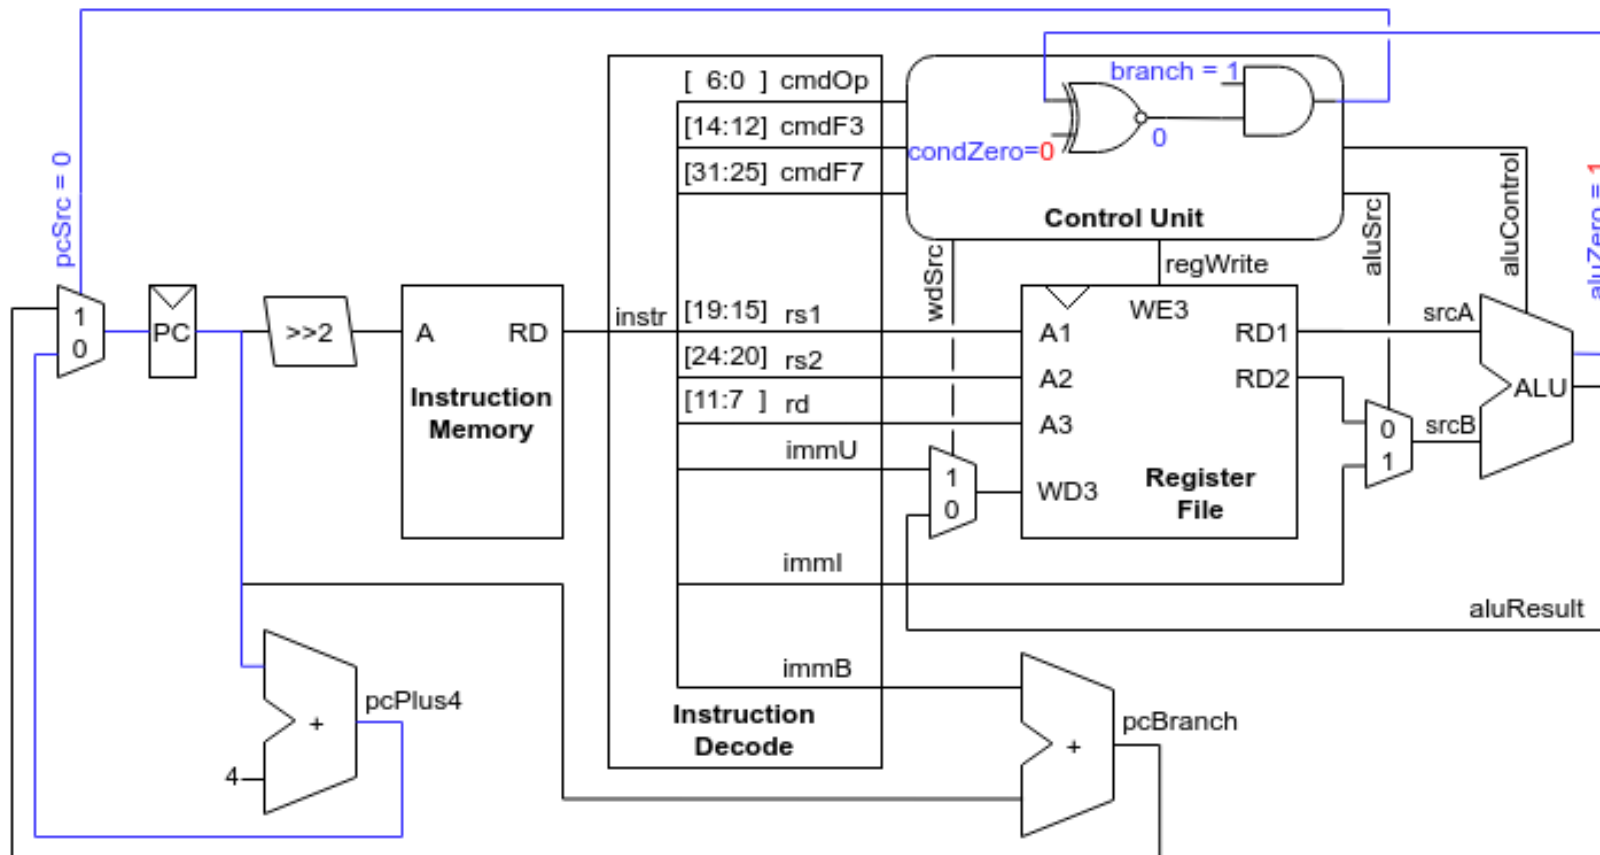 [ 6:0 ] cmdOp
branch = 1
[14:12] cmdF3
condZero=0
0
[31:25] cmdF7
Control Unit
pcSrc = 0
wdSrc
regWrite
aluSrc
aluControl
aluZero = 1
1
0
PC
>>2
A
RD
Instruction
Memory
instr
[19:15] rs1
[24:20] rs2
[11:7 ] rd
immU
1
0
WE3
A1
RD1
A2
RD2
A3
WD3
Register
File
srcA
0
1
srcB
ALU
immI
aluResult
immB
pcPlus4
+
4
Instruction
Decode
+
pcBranch